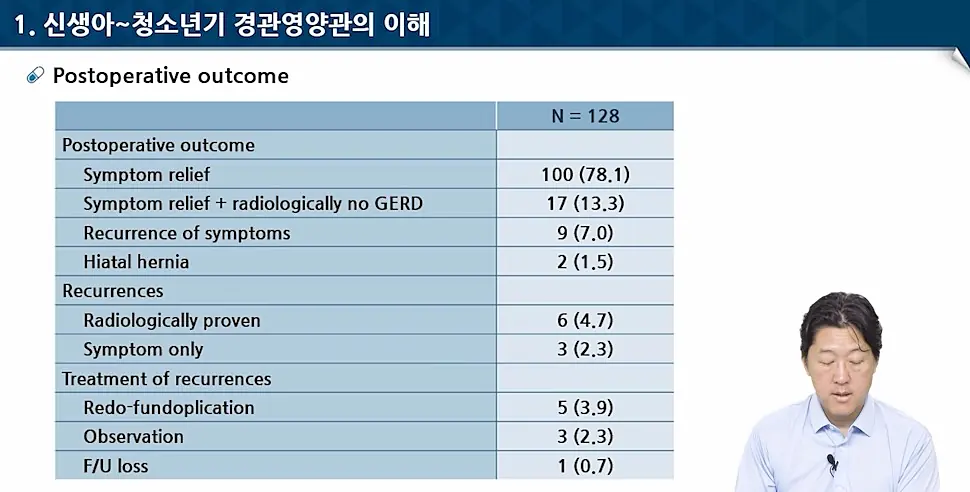 1. 신생아~청소년기 경관영양관의 이해
Postoperative outcome
N = 128
Postoperative outcome
Symptom relief 100 (78.1)
Symptom relief + radiologically no GERD 17 (13.3)
Recurrence of symptoms 9 (7.0)
Hiatal hernia 2 (1.5)
Recurrences
Radiologically proven 6 (4.7)
Symptom only 3 (2.3)
Treatment of recurrences
Redo-fundoplication 5 (3.9)
Observation 3 (2.3)
F/U loss 1 (0.7)